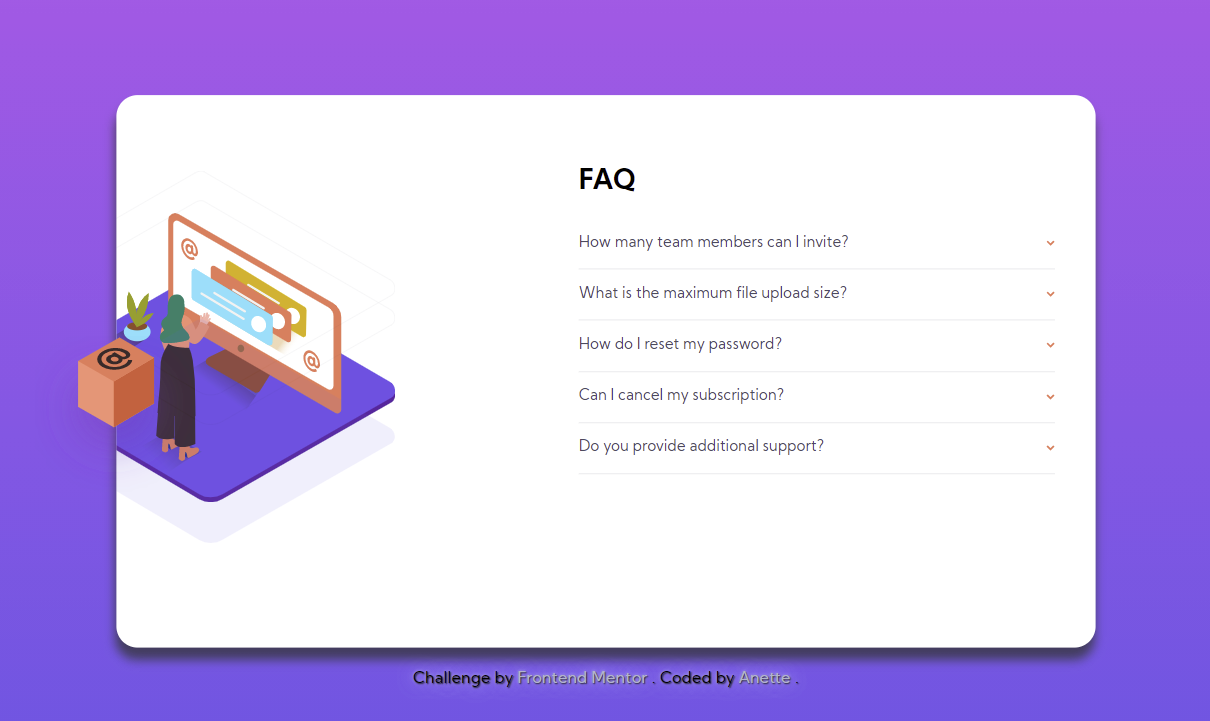 FAQ
How many team members can I invite?
What is the maximum file upload size?
How do I reset my password?
Can I cancel my subscription?
Do you provide additional support?
Challenge by Frontend Mentor . Coded by Anette .
@
@
@